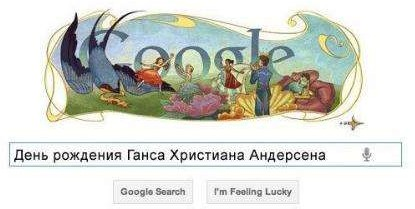 Google
День рождения Ганса Христиана Андерсена
Google Search
I'm Feeling Lucky